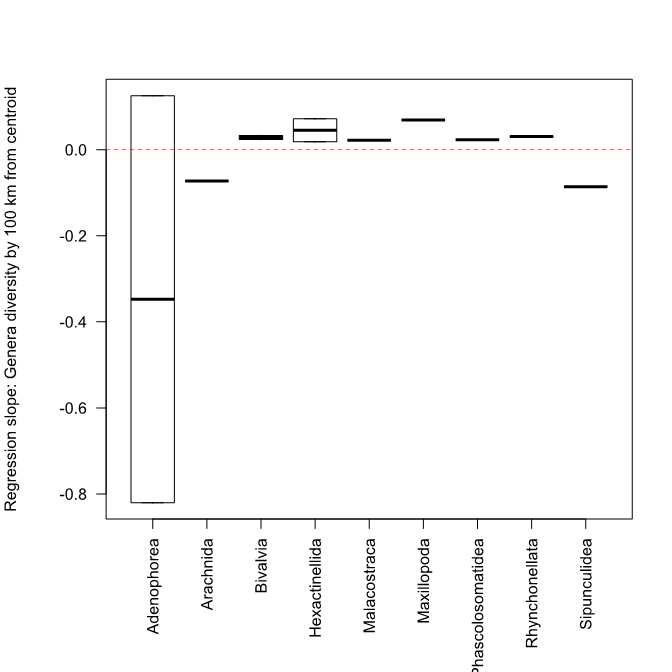 Regression slope: Genera diversity by 100 km from centroid
0.0
-0.2
-0.4
-0.6
-0.8
Adenophorea
Arachnida
Bivalvia
Hexactinellida
Malacostraca
Maxillopoda
Phascolosomatidea
Rhynchonellata
Sipunculidea